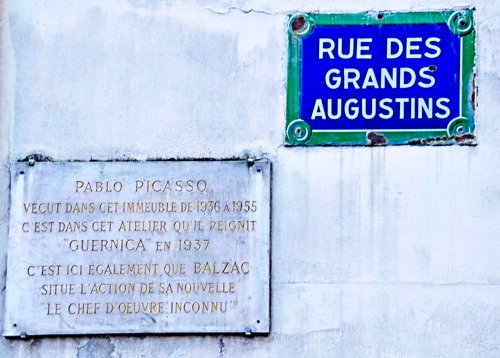 RUE DES
GRANDS
AUGUSTINS
PABLO PICASSO
VECUT DANS CET IMMEUBLE DE 1936 A 1955
C'EST DANS CET ATELIER QU'IL PEIGNIT
"GUERNICA" EN 1937
C'EST ICI EGALEMENT QUE BALZAC
SITUE L'ACTION DE SA NOUVELLE
"LE CHEF D'OEUVRE INCONNU"